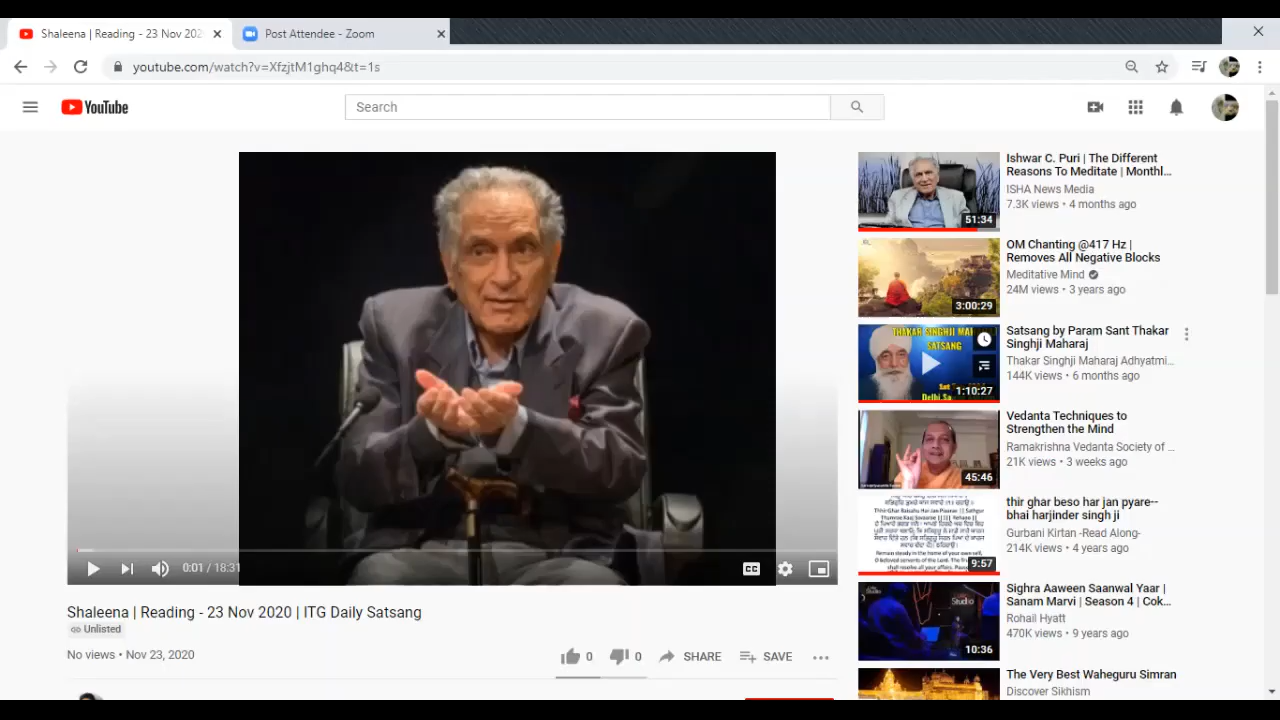 Shaleena | Reading - 23 Nov 202
Post Attendee - Zoom
youtube.com/watch?v=XfzjtM1ghq4&t=1s
YouTube
Search
Ishwar C. Puri | The Different
Reasons To Meditate | Monthl...
ISHA News Media
7.3K views • 4 months ago
51:34
OM Chanting @417 Hz |
Removes All Negative Blocks
Meditative Mind
24M views • 3 years ago
3:00:29
THAKAR SINGHJI MA
SATSANG
1:10:27
Satsang by Param Sant Thakar
Singhji Maharaj
Thakar Singhji Maharaj Adhyatmi...
144K views • 6 months ago
Vedanta Techniques to
Strengthen the Mind
Ramakrishna Vedanta Society of ...
21K views • 3 weeks ago
45:46
thir ghar beso har jan pyare--
bhai harjinder singh ji
Gurbani Kirtan -Read Along-
214K views • 4 years ago
9:57
0:01 / 18:31
CC
Sighra Aaween Saanwal Yaar |
Sanam Marvi | Season 4 | Cok...
Rohail Hyatt
470K views • 9 years ago
Studio
10:36
Shaleena | Reading - 23 Nov 2020 | ITG Daily Satsang
Unlisted
No views • Nov 23, 2020
0
0
SHARE
SAVE
The Very Best Waheguru Simran
Discover Sikhism